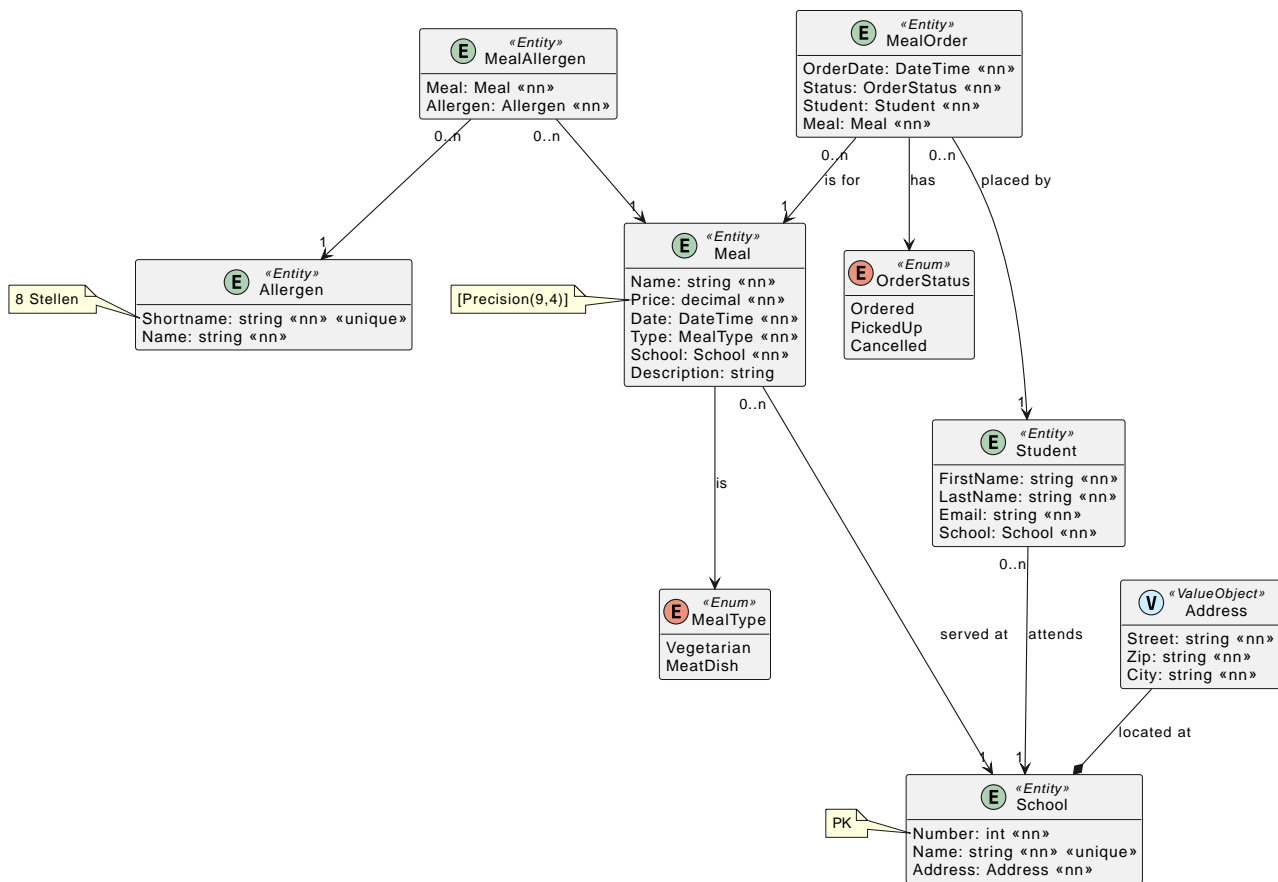 «Entity»
E
MealAllergen
Meal: Meal «nn»
Allergen: Allergen «nn»
«Entity»
E
MealOrder
OrderDate: DateTime «nn»
Status: OrderStatus «nn»
Student: Student «nn»
Meal: Meal «nn»
0..n
0..n
0..n
0..n
is for
has
placed by
1
1
1
«Entity»
E
Allergen
Shortname: string «nn» «unique»
Name: string «nn»
8 Stellen
«Entity»
E
Meal
Name: string «nn»
Price: decimal «nn»
Date: DateTime «nn»
Type: MealType «nn»
School: School «nn»
Description: string
[Precision(9,4)]
«Enum»
E
OrderStatus
Ordered
PickedUp
Cancelled
0..n
1
«Entity»
E
Student
FirstName: string «nn»
LastName: string «nn»
Email: string «nn»
School: School «nn»
is
0..n
«Enum»
E
MealType
Vegetarian
MeatDish
served at
attends
«ValueObject»
V
Address
Street: string «nn»
Zip: string «nn»
City: string «nn»
located at
1
1
«Entity»
E
School
Number: int «nn»
Name: string «nn» «unique»
Address: Address «nn»
PK